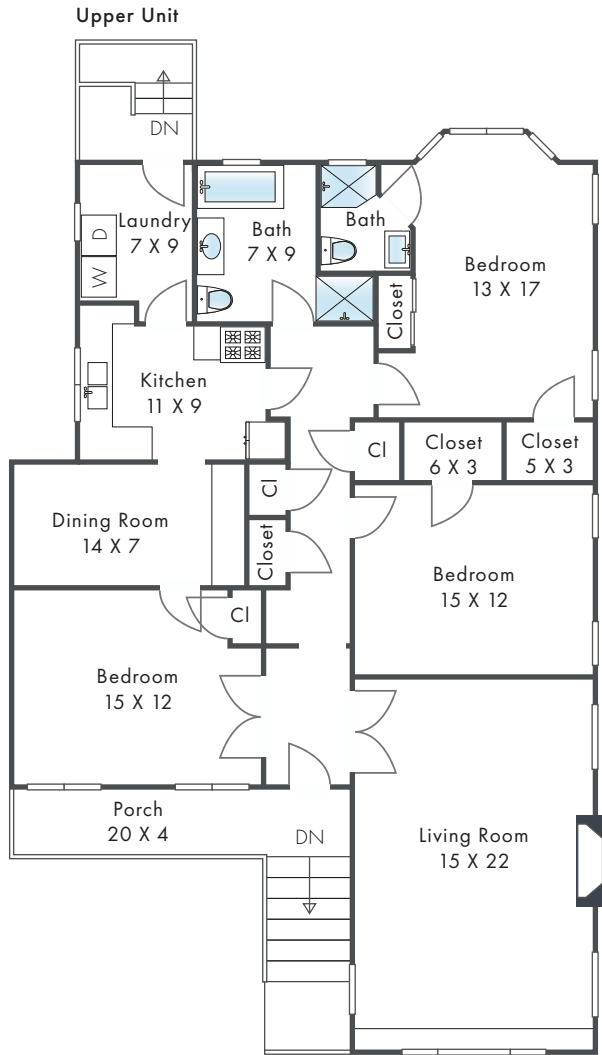 Upper Unit
DN
Laundry
7 X 9
D
W
Bath
7 X 9
Bath
Bedroom
13 X 17
Closet
Kitchen
11 X 9
Cl
Closet
6 X 3
Closet
5 X 3
Cl
Dining Room
14 X 7
Closet
Bedroom
15 X 12
Cl
Bedroom
15 X 12
Porch
20 X 4
DN
Living Room
15 X 22